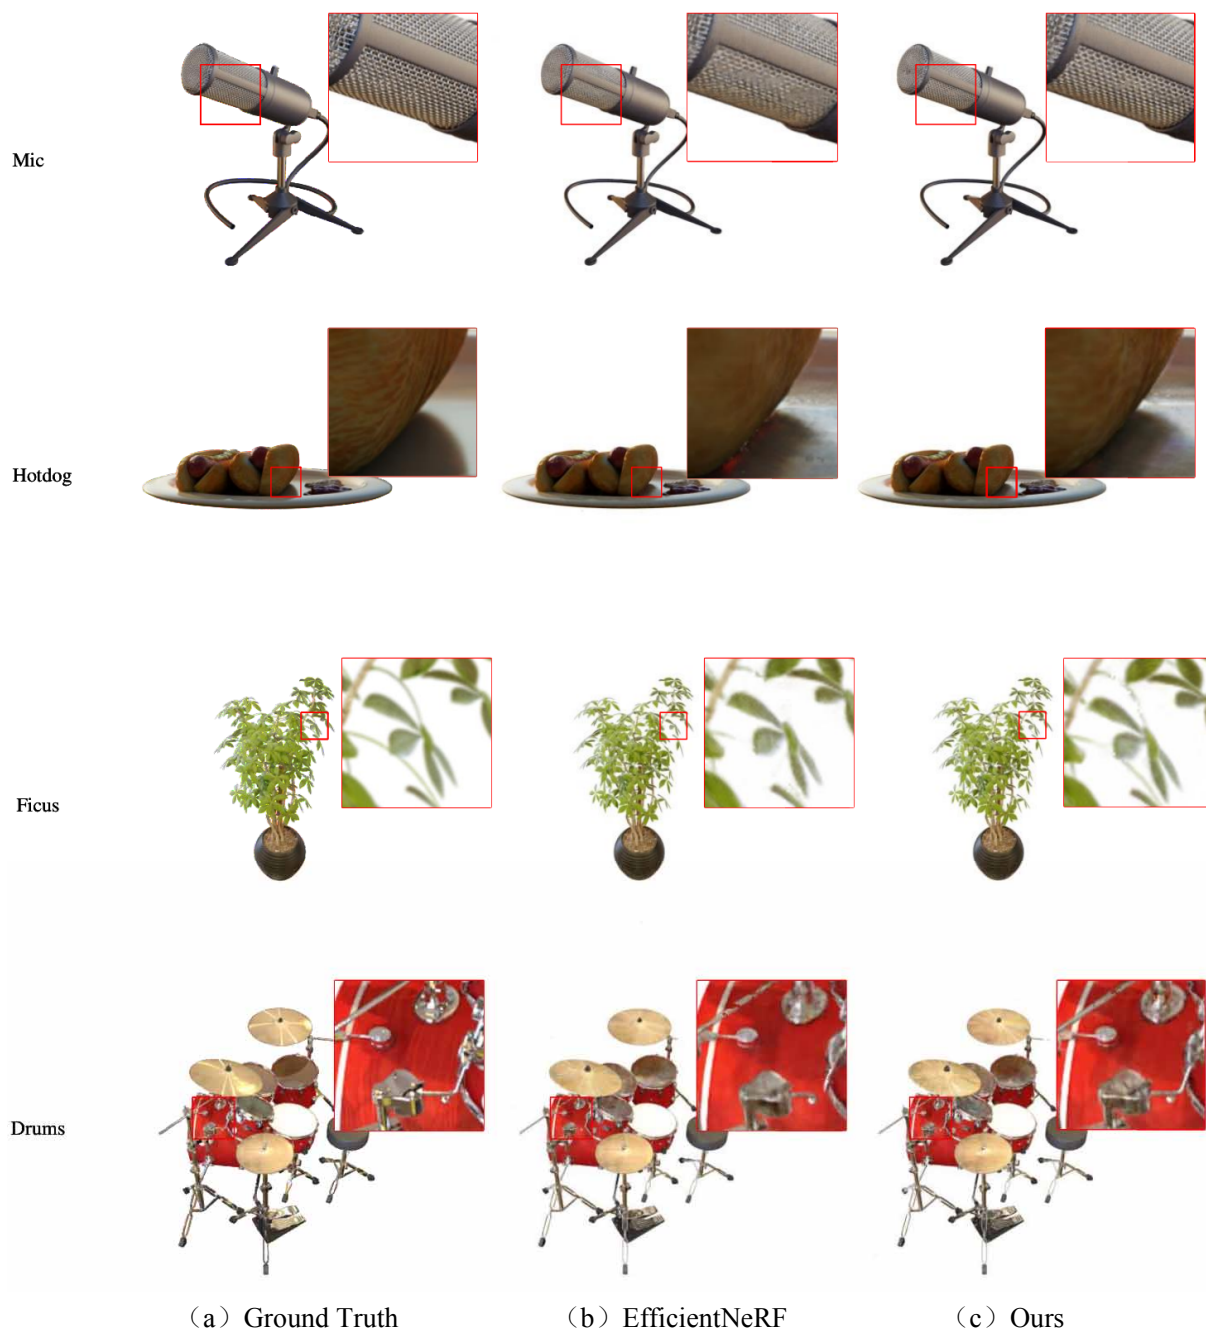 Mic
Hotdog
Ficus
Drums
（a）Ground Truth
（b）EfficientNeRF
（c）Ours